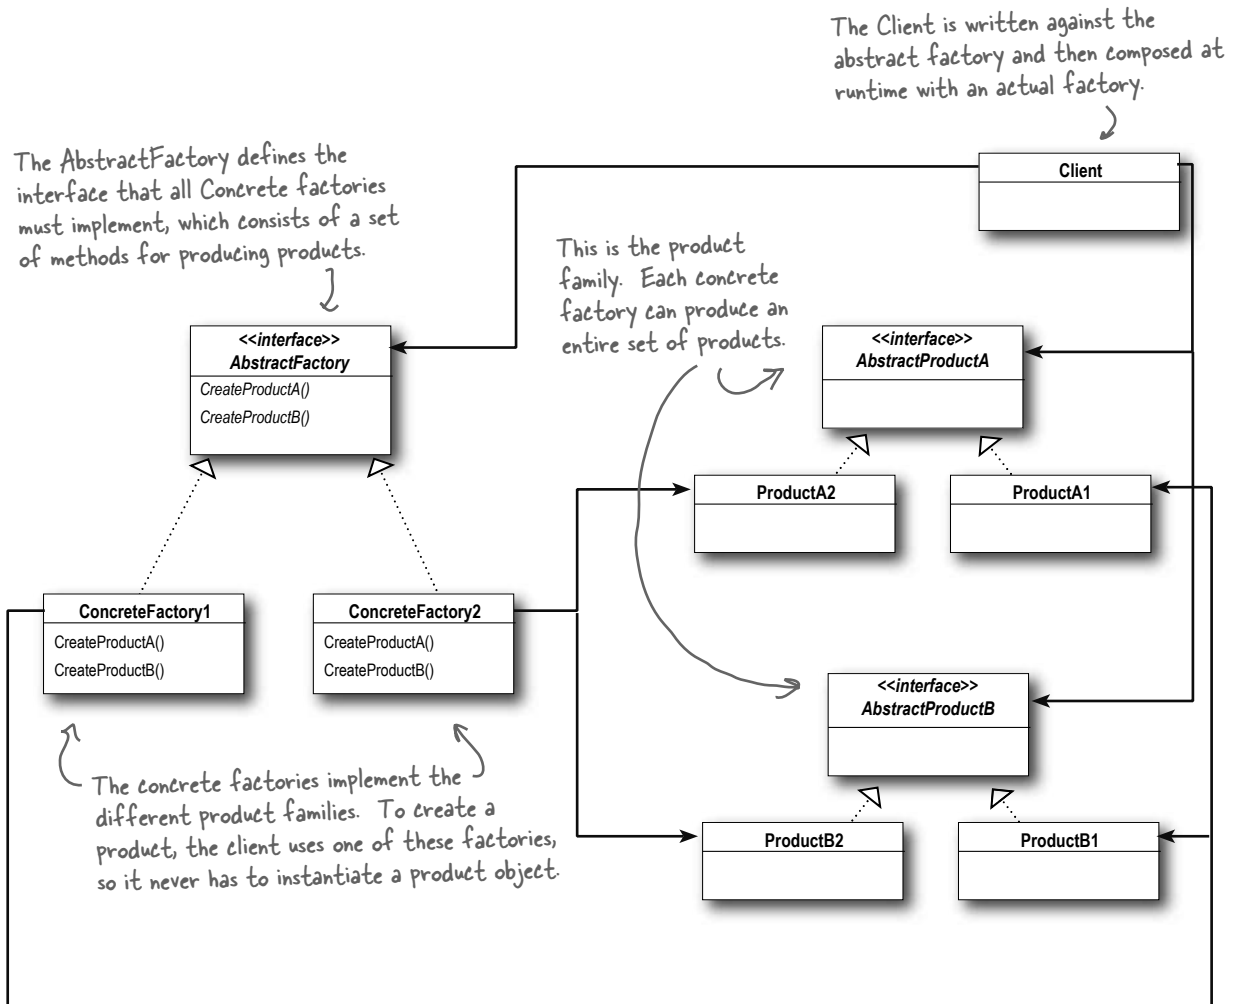 The Client is written against the
abstract factory and then composed at
runtime with an actual factory.
The AbstractFactory defines the
interface that all Concrete factories
must implement, which consists of a set
of methods for producing products.
Client
This is the product
family. Each concrete
factory can produce an
entire set of products.
<<interface>>
AbstractFactory
CreateProductA()
CreateProductB()
<<interface>>
AbstractProductA
ProductA2
ProductA1
ConcreteFactory1
CreateProductA()
CreateProductB()
ConcreteFactory2
CreateProductA()
CreateProductB()
<<interface>>
AbstractProductB
The concrete factories implement the
different product families. To create a
product, the client uses one of these factories,
so it never has to instantiate a product object.
ProductB2
ProductB1